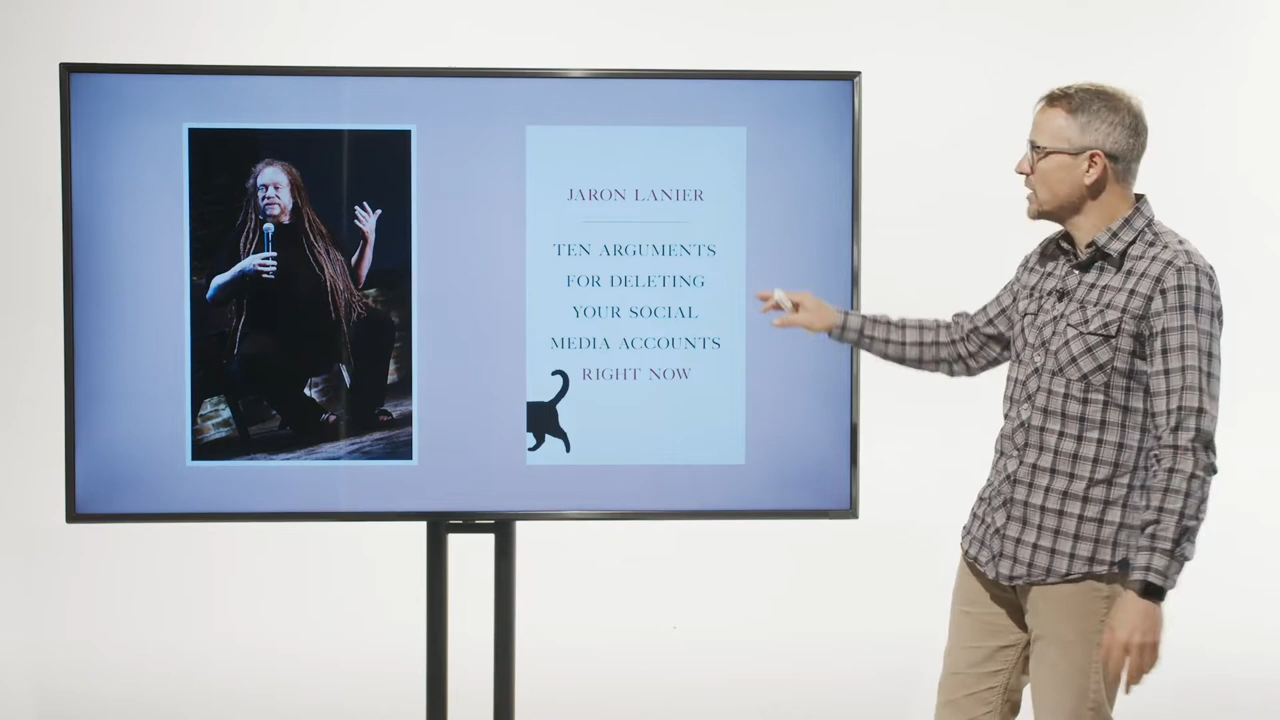 JARON LANIER
TEN ARGUMENTS
FOR DELETING
YOUR SOCIAL
MEDIA ACCOUNTS
RIGHT NOW